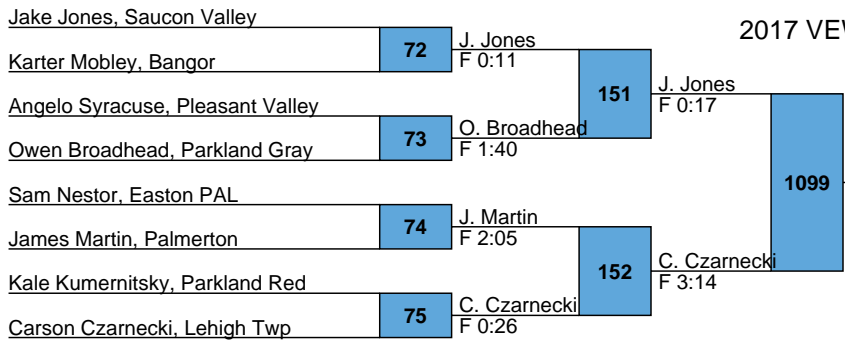 Jake Jones, Saucon Valley
2017 VEW
72
J. Jones
F 0:11
Karter Mobley, Bangor
151
J. Jones
F 0:17
Angelo Syracuse, Pleasant Valley
73
O. Broadhead
F 1:40
Owen Broadhead, Parkland Gray
1099
Sam Nestor, Easton PAL
74
J. Martin
F 2:05
James Martin, Palmerton
152
C. Czarnecki
F 3:14
Kale Kumernitsky, Parkland Red
75
C. Czarnecki
F 0:26
Carson Czarnecki, Lehigh Twp